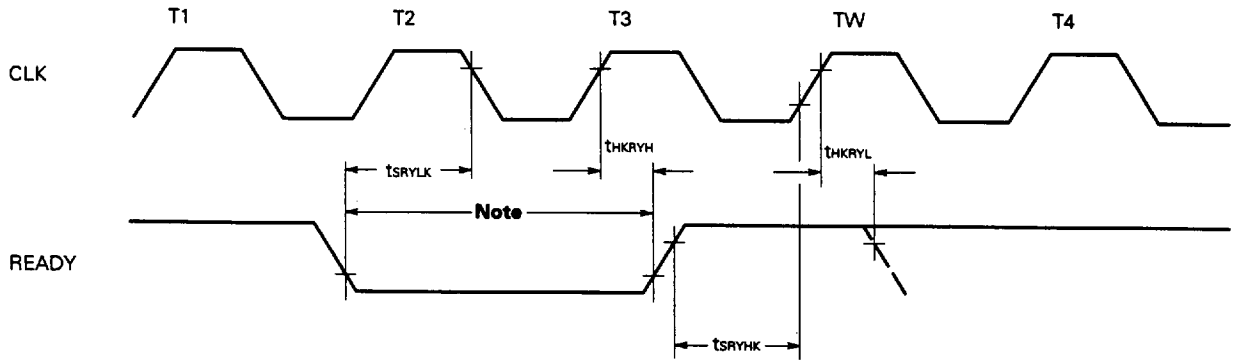 T1 T2 T3 TW T4
CLK
tHKRYH
tHKRYL
tSRYLK
Note
READY
tSRYHK